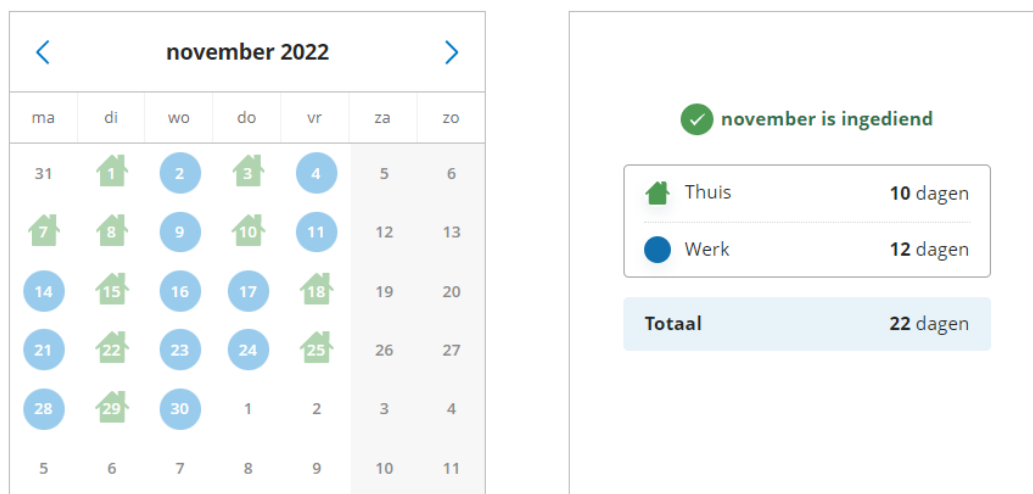 november 2022
ma di wo do vr za zo
31 1 2 3 4 5 6
7 8 9 10 11 12 13
14 15 16 17 18 19 20
21 22 23 24 25 26 27
28 29 30 1 2 3 4
5 6 7 8 9 10 11
november is ingediend
Thuis 10 dagen
Werk 12 dagen
Totaal 22 dagen